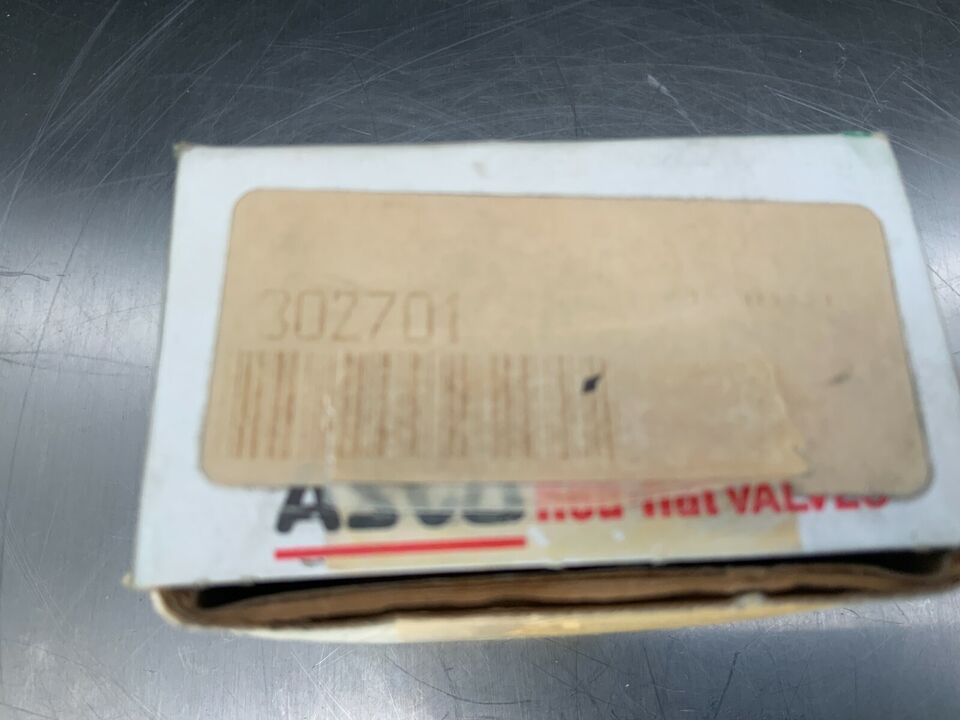 302701
ASCO Red-Hat VALVES